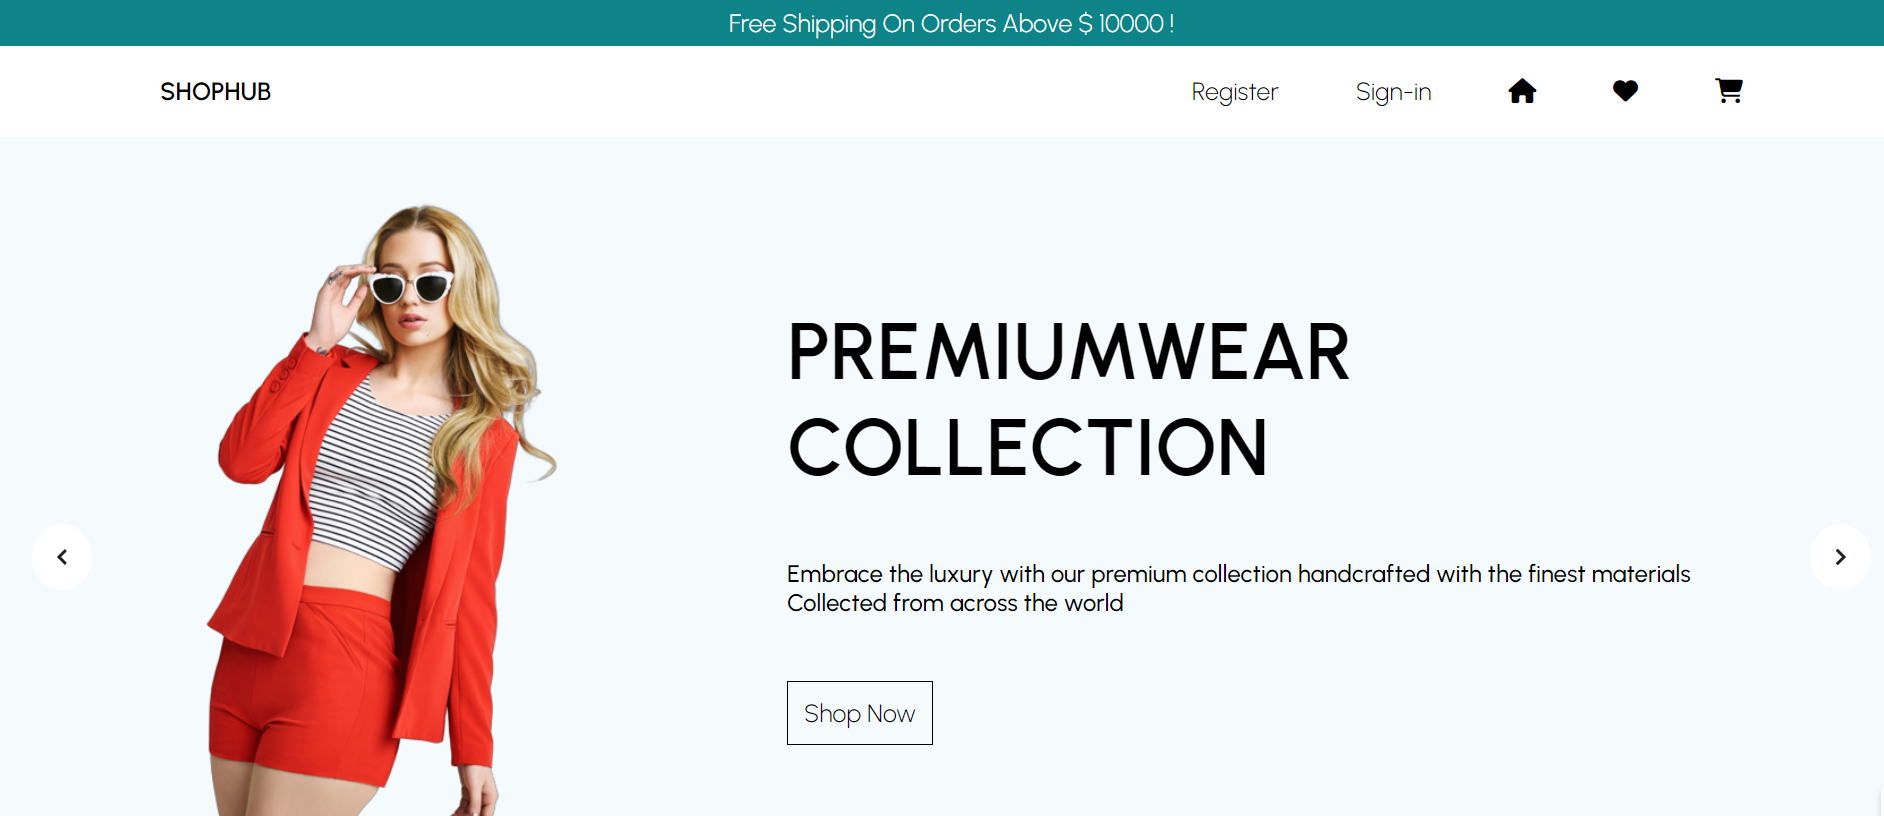 Free Shipping On Orders Above $ 10000 !
SHOPHUB
Register
Sign-in
PREMIUMWEAR
COLLECTION
Embrace the luxury with our premium collection handcrafted with the finest materials
Collected from across the world
Shop Now